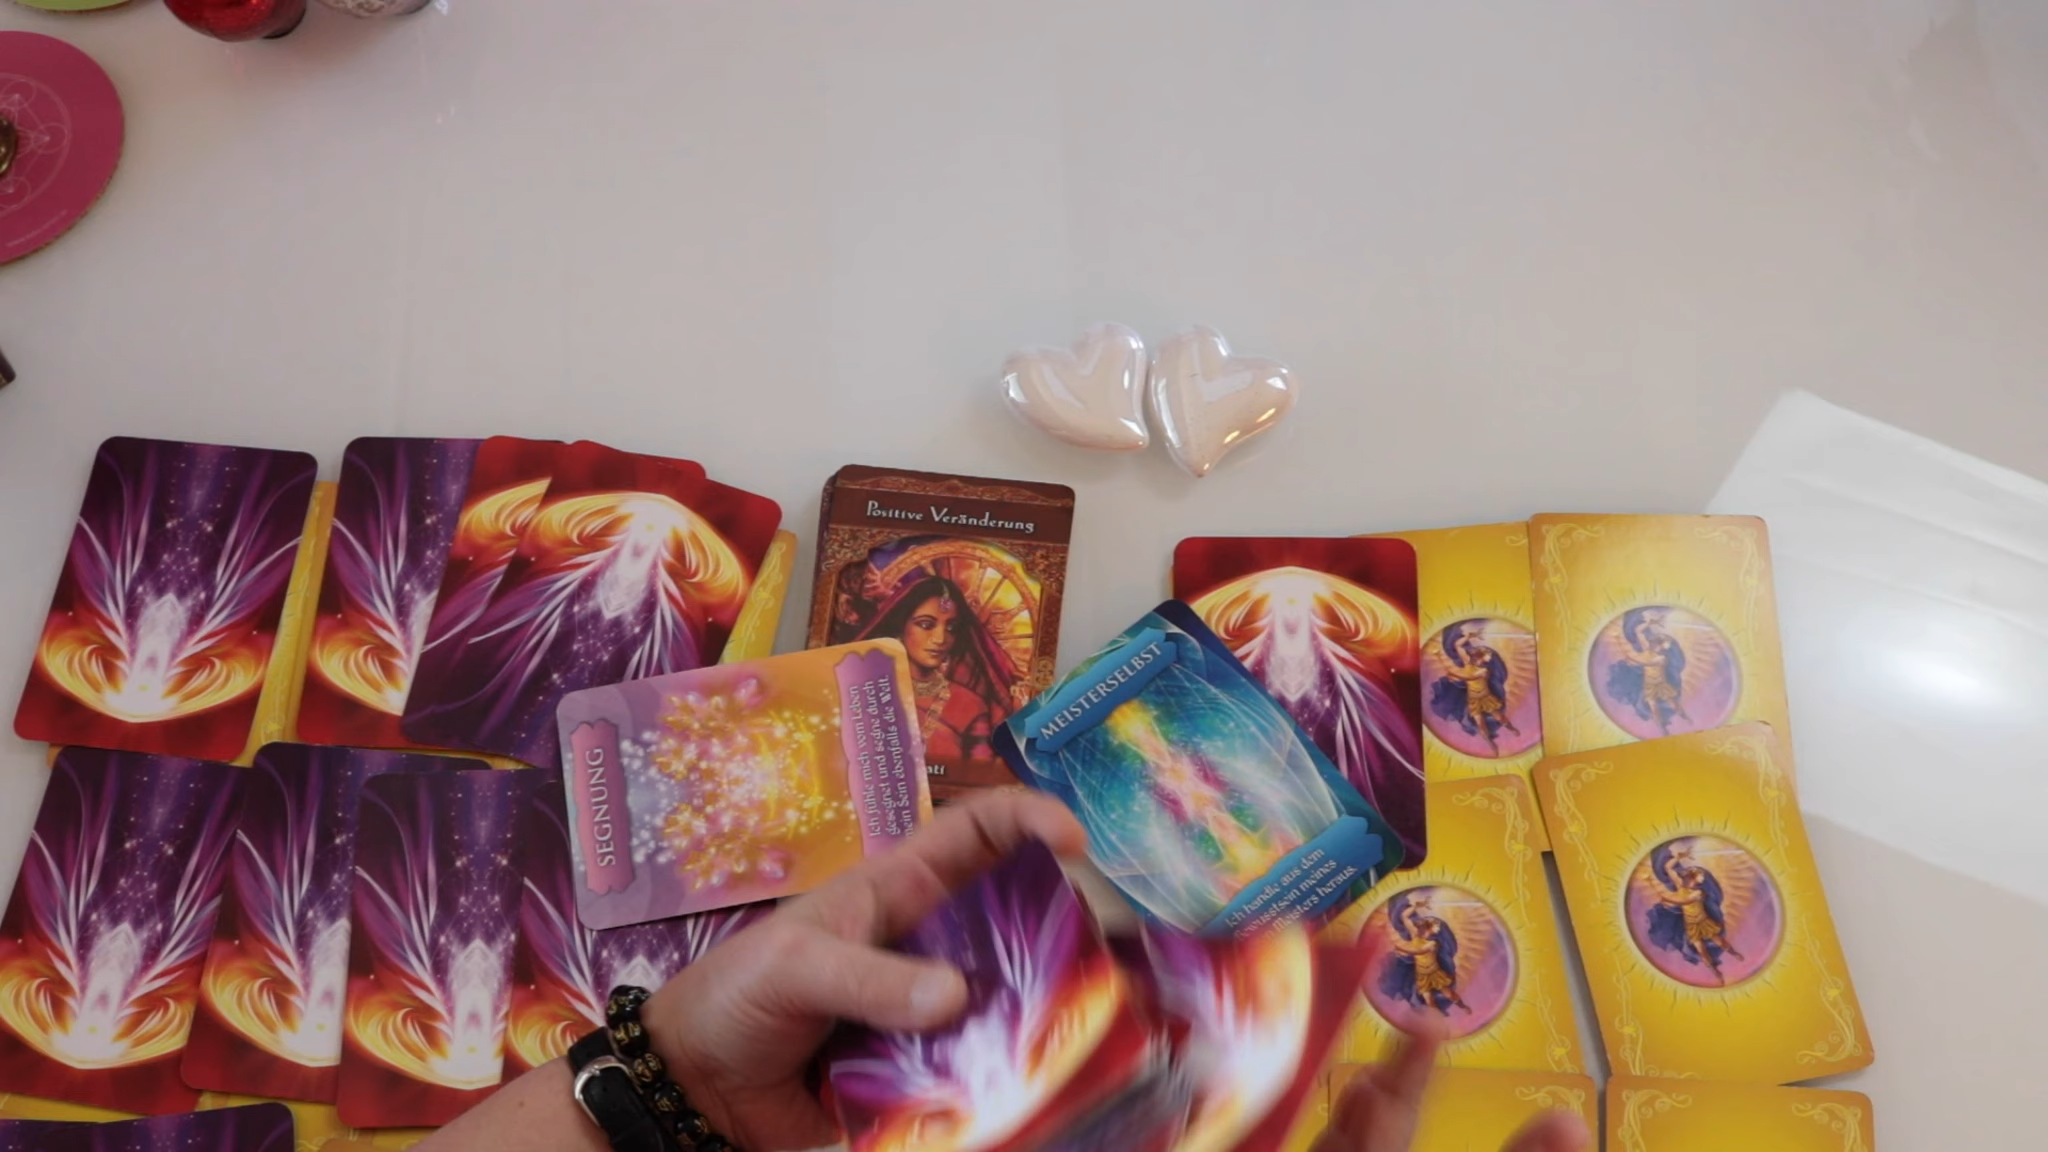 Positive Veränderung
MEISTERSELBST
SEGNUNG
Ich fühle mich vom Leben
gesegnet und segne durch
mein Sein ebenfalls die Welt.
Ich handle aus dem
Bewusstsein meines
Meisters heraus.